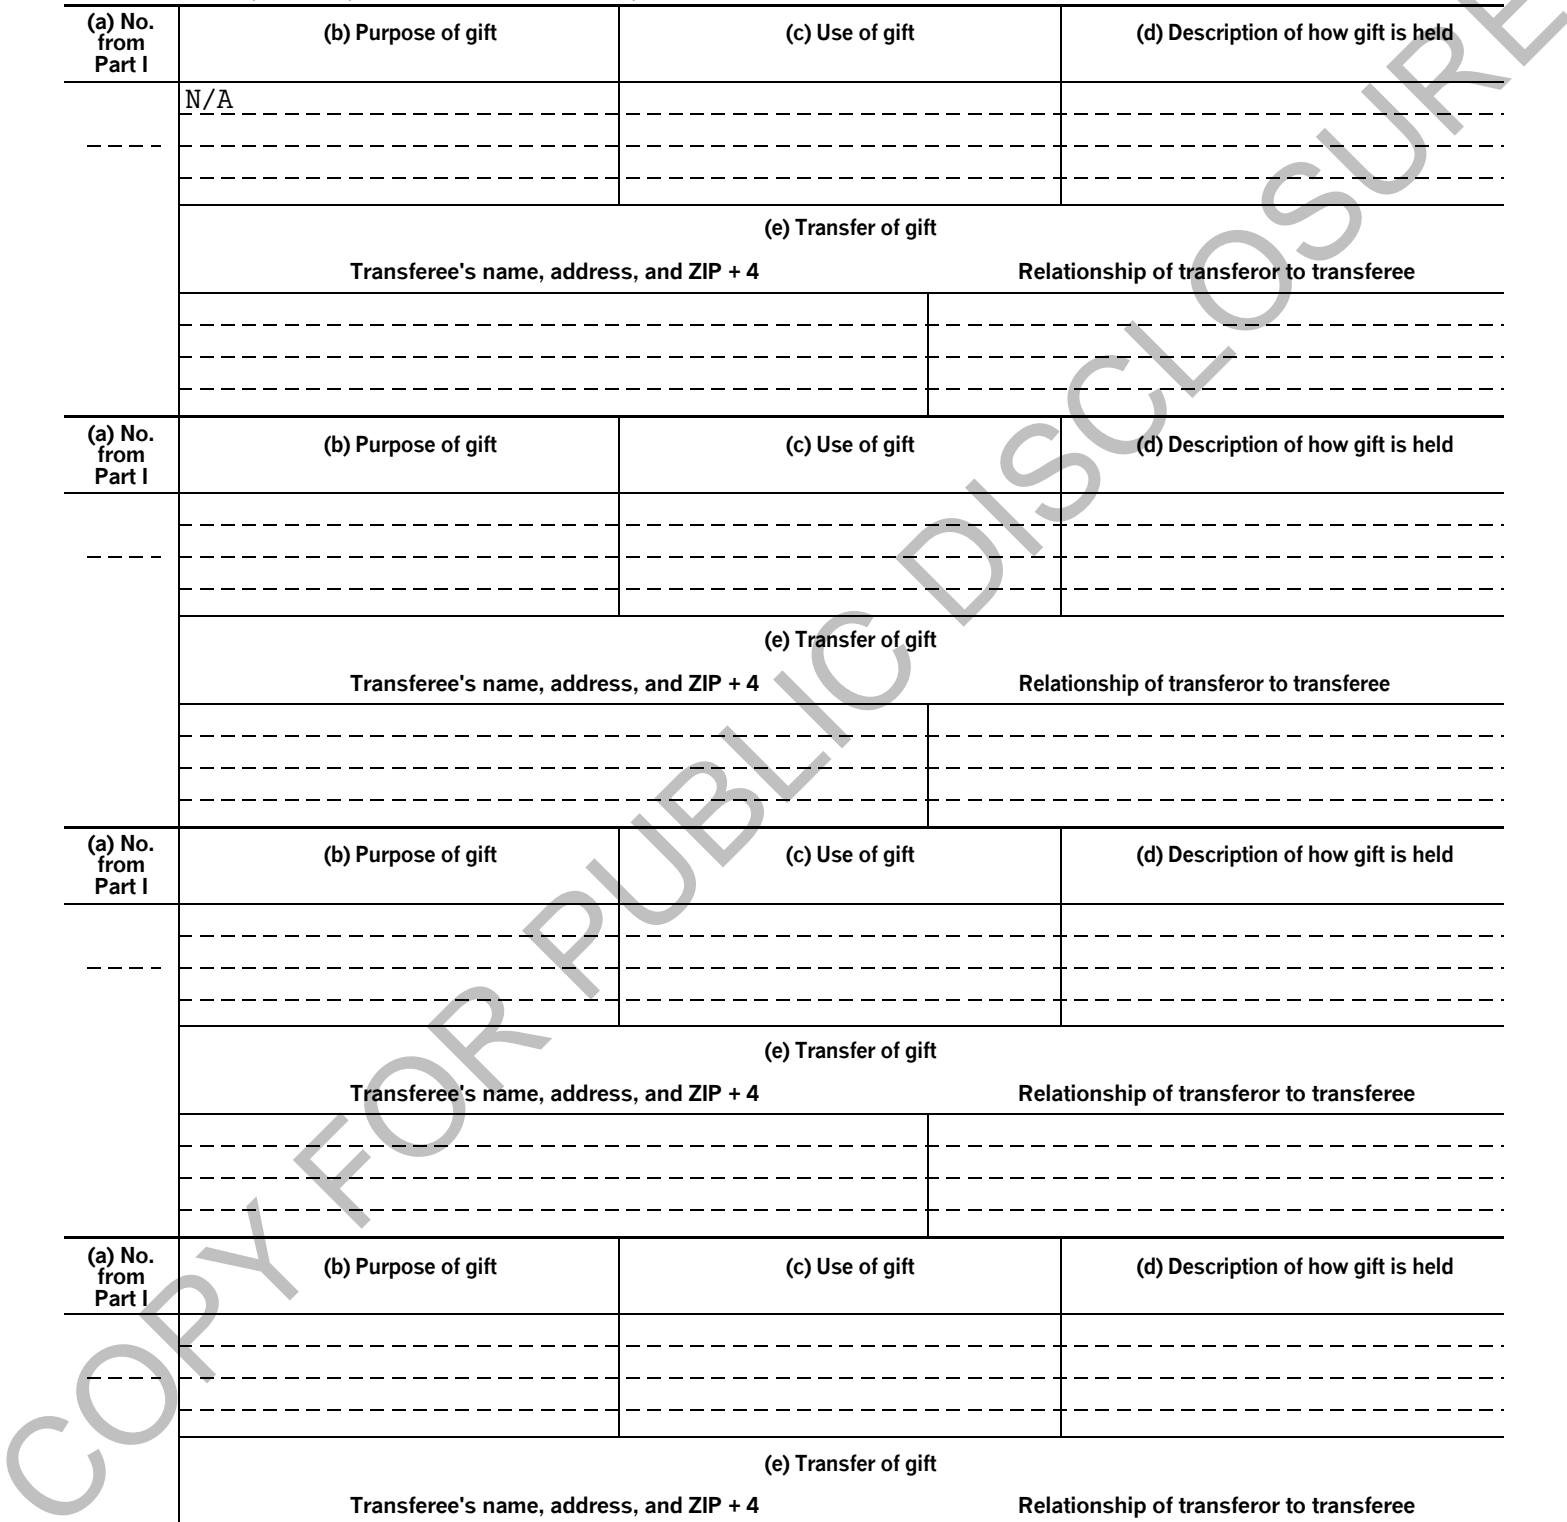 (a) No. from Part I (b) Purpose of gift (c) Use of gift (d) Description of how gift is held
N/A
(e) Transfer of gift
Transferee's name, address, and ZIP + 4 Relationship of transferor to transferee
(a) No. from Part I (b) Purpose of gift (c) Use of gift (d) Description of how gift is held
(e) Transfer of gift
Transferee's name, address, and ZIP + 4 Relationship of transferor to transferee
(a) No. from Part I (b) Purpose of gift (c) Use of gift (d) Description of how gift is held
(e) Transfer of gift
Transferee's name, address, and ZIP + 4 Relationship of transferor to transferee
(a) No. from Part I (b) Purpose of gift (c) Use of gift (d) Description of how gift is held
(e) Transfer of gift
Transferee's name, address, and ZIP + 4 Relationship of transferor to transferee
COPY FOR PUBLIC DISCLOSURE